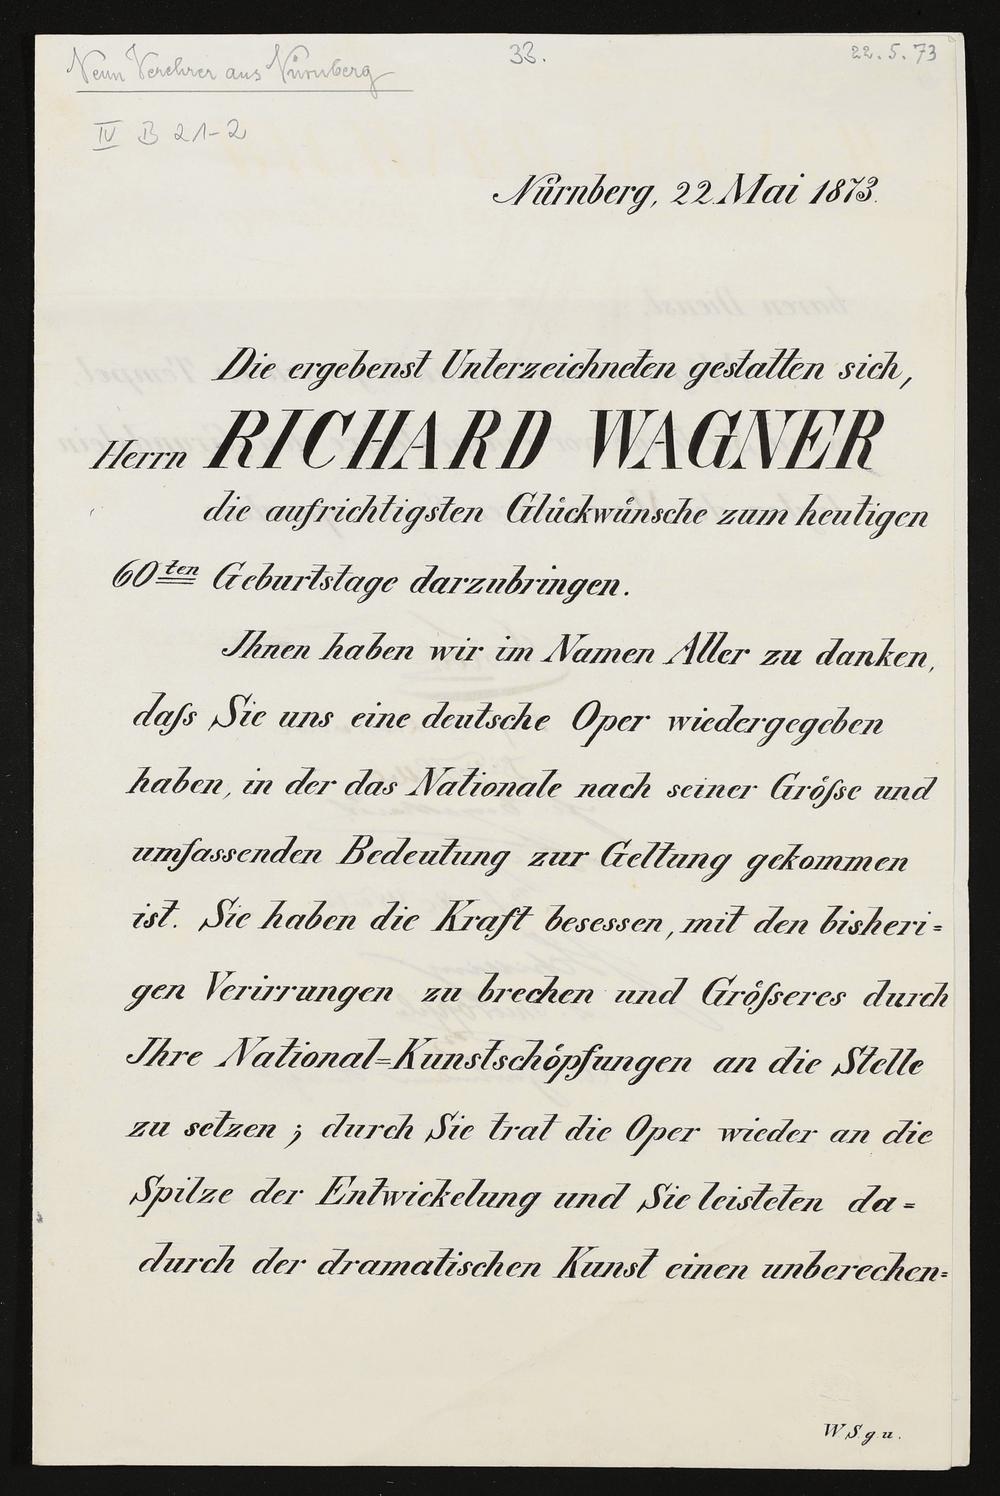 Neun Verehrer aus Nürnberg
33.
22.5.73
IV B 21-2
Nürnberg, 22 Mai 1873.
Die ergebenst Unterzeichneten gestatten sich,
Herrn RICHARD WAGNER
die aufrichtigsten Glückwünsche zum heutigen
60ten Geburtstage darzubringen.
Ihnen haben wir im Namen Aller zu danken,
daſs Sie uns eine deutsche Oper wiedergegeben
haben, in der das Nationale nach seiner Gröſse und
umfassenden Bedeutung zur Geltung gekommen
ist. Sie haben die Kraft besessen, mit den bisheri=
gen Verirrungen zu brechen und Gröſseres durch
Ihre National=Kunstschöpfungen an die Stelle
zu setzen; durch Sie trat die Oper wieder an die
Spitze der Entwickelung und Sie leisteten da=
durch der dramatischen Kunst einen unberechen=
W S. g. u.